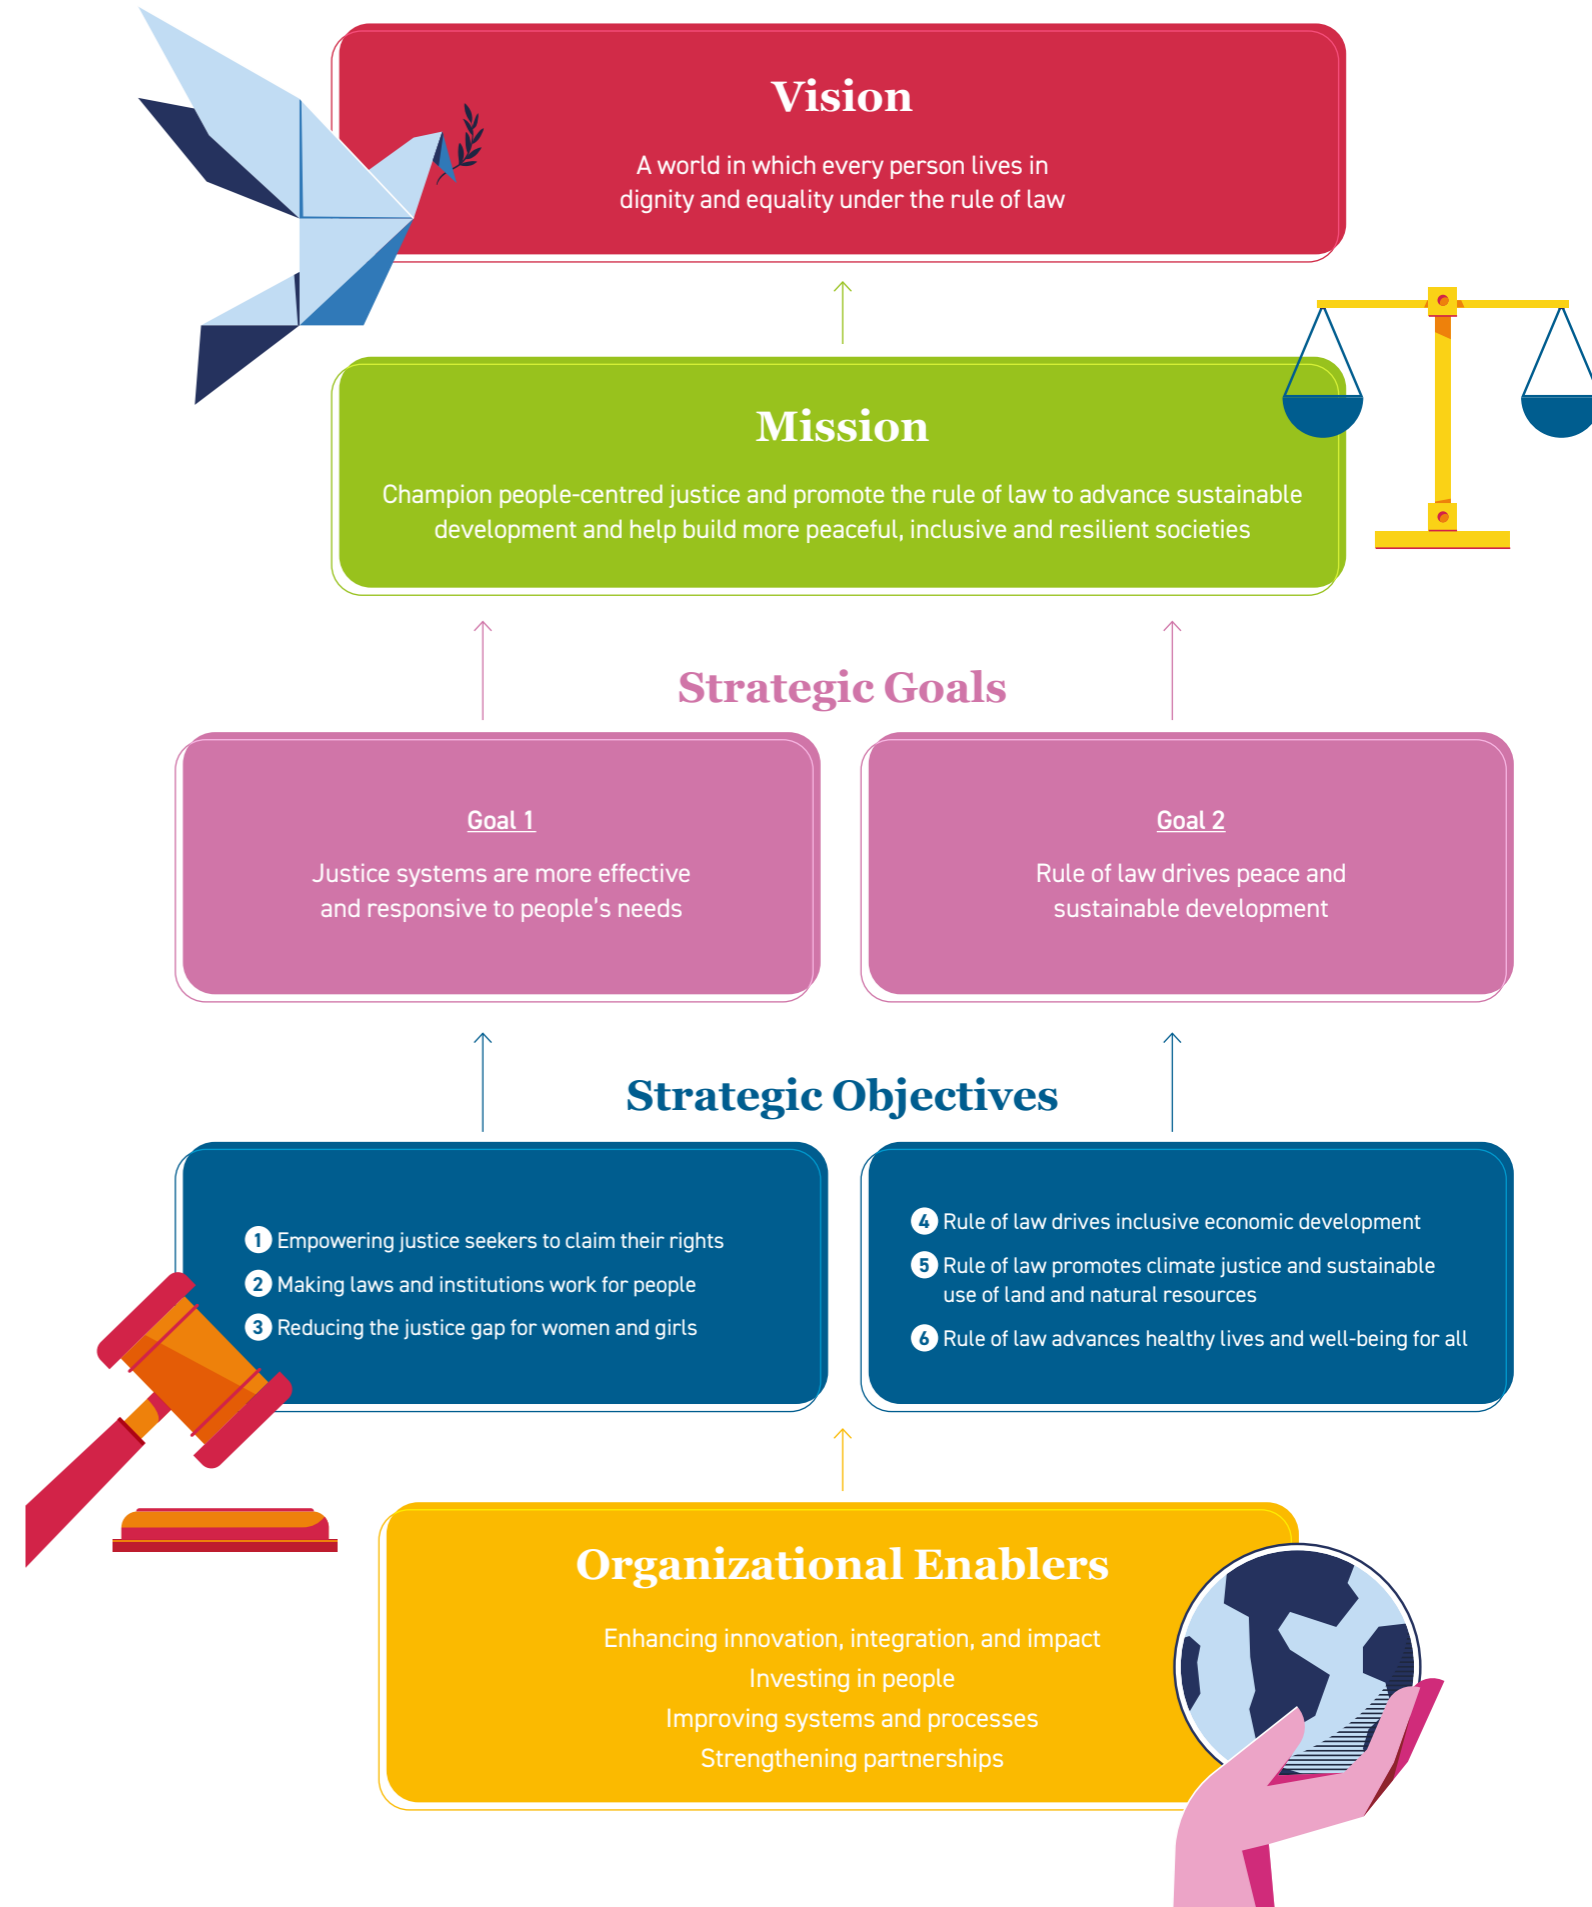 Vision
A world in which every person lives in
dignity and equality under the rule of law
Mission
Champion people-centred justice and promote the rule of law to advance sustainable
development and help build more peaceful, inclusive and resilient societies
Strategic Goals
Goal 1
Justice systems are more effective
and responsive to people's needs
Goal 2
Rule of law drives peace and
sustainable development
Strategic Objectives
1 Empowering justice seekers to claim their rights
2 Making laws and institutions work for people
3 Reducing the justice gap for women and girls
4 Rule of law drives inclusive economic development
5 Rule of law promotes climate justice and sustainable
use of land and natural resources
6 Rule of law advances healthy lives and well-being for all
Organizational Enablers
Enhancing innovation, integration, and impact
Investing in people
Improving systems and processes
Strengthening partnerships